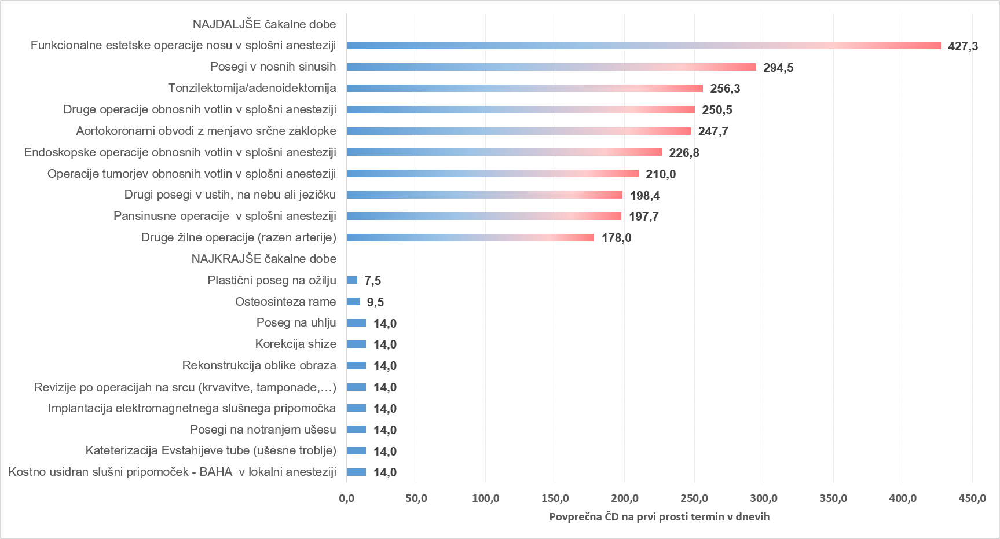 NAJDALJŠE čakalne dobe
Funkcionalne estetske operacije nosu v splošni anesteziji 427,3
Posegi v nosnih sinusih 294,5
Tonzilektomija/adenoidektomija 256,3
Druge operacije obnosnih votlin v splošni anesteziji 250,5
Aortokoronarni obvodi z menjavo srčne zaklopke 247,7
Endoskopske operacije obnosnih votlin v splošni anesteziji 226,8
Operacije tumorjev obnosnih votlin v splošni anesteziji 210,0
Drugi posegi v ustih, na nebu ali jezičku 198,4
Pansinusne operacije  v splošni anesteziji 197,7
Druge žilne operacije (razen arterije) 178,0
NAJKRAJŠE čakalne dobe
Plastični poseg na ožilju 7,5
Osteosinteza rame 9,5
Poseg na uhlju 14,0
Korekcija shize 14,0
Rekonstrukcija oblike obraza 14,0
Revizije po operacijah na srcu (krvavitve, tamponade,…) 14,0
Implantacija elektromagnetnega slušnega pripomočka 14,0
Posegi na notranjem ušesu 14,0
Kateterizacija Evstahijeve tube (ušesne troblje) 14,0
Kostno usidran slušni pripomoček - BAHA  v lokalni anesteziji 14,0
0,0 50,0 100,0 150,0 200,0 250,0 300,0 350,0 400,0 450,0
Povprečna ČD na prvi prosti termin v dnevih